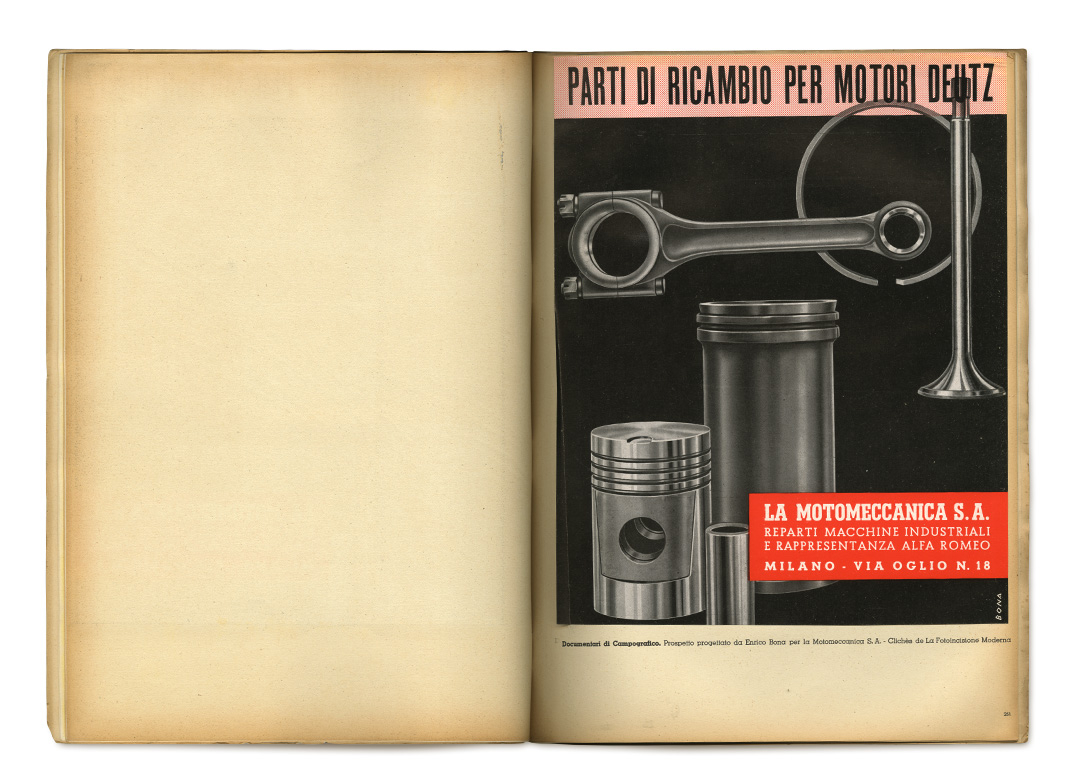 PARTI DI RICAMBIO PER MOTORI DEUTZ
LA MOTOMECCANICA S. A.
REPARTI MACCHINE INDUSTRIALI
E RAPPRESENTANZA ALFA ROMEO
MILANO - VIA OGLIO N. 18
BONA
Documentari di Campografico. Prospetto progettato da Enrico Bona per la Motomeccanica S. A. - Clichés de La Fotoincisione Moderna